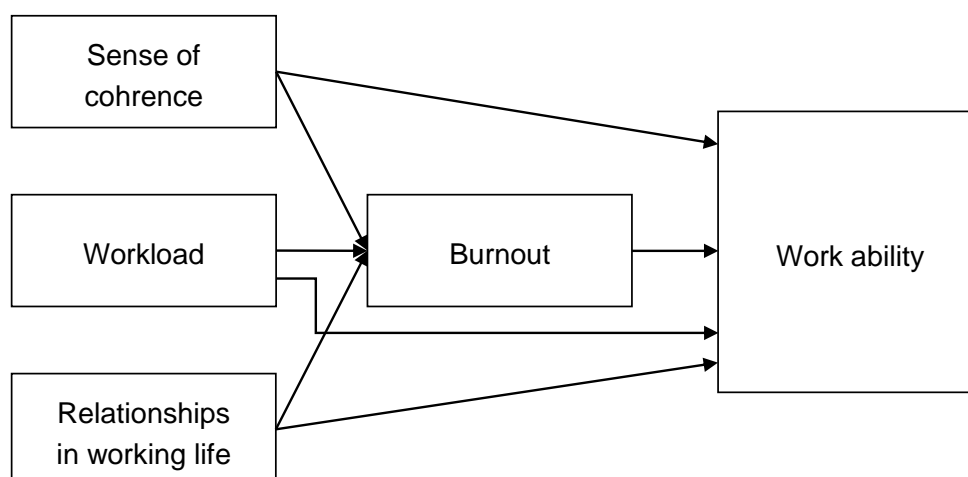 Sense of
cohrence
Workload
Burnout
Work ability
Relationships
in working life